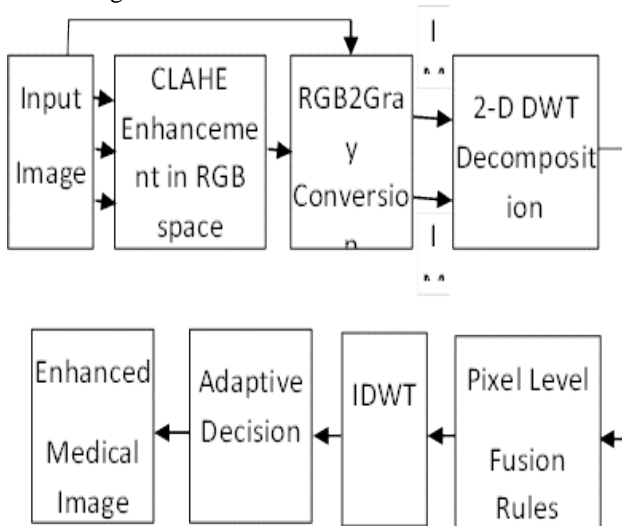 Input
Image
CLAHE
Enhanceme
nt in RGB
space
RGB2Gra
y
Conversio
2-D DWT
Decomposit
ion
Enhanced
Medical
Image
Adaptive
Decision
IDWT
Pixel Level
Fusion
Rules